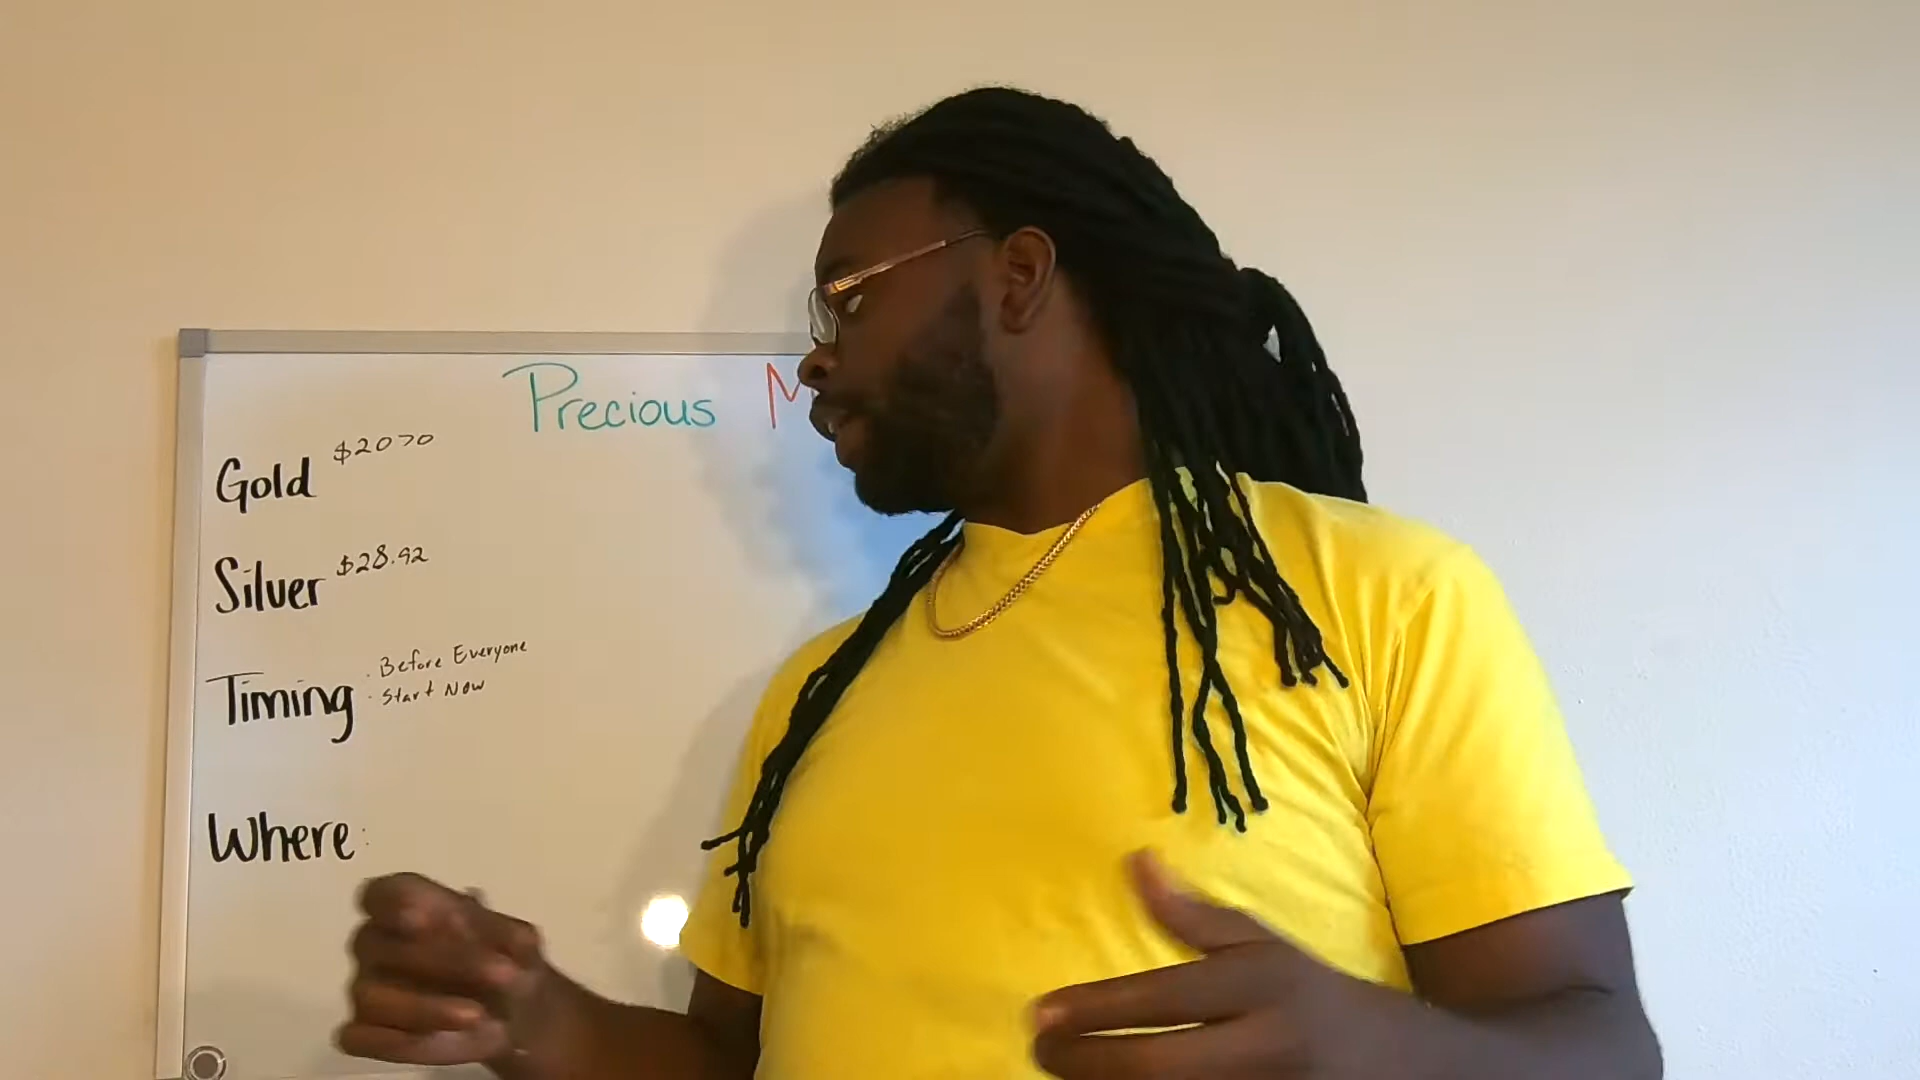 Precious M
Gold $2070
Silver $28.92
Timing · Before Everyone
· Start Now
Where: